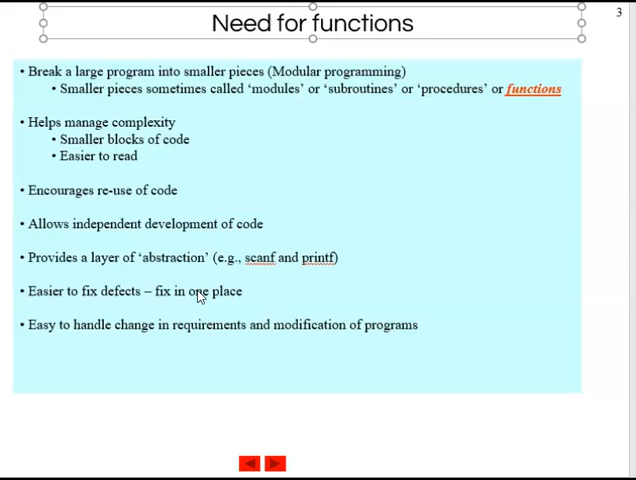 3
Need for functions
• Break a large program into smaller pieces (Modular programming)
• Smaller pieces sometimes called ‘modules’ or ‘subroutines’ or ‘procedures’ or functions
• Helps manage complexity
• Smaller blocks of code
• Easier to read
• Encourages re-use of code
• Allows independent development of code
• Provides a layer of ‘abstraction’ (e.g., scanf and printf)
• Easier to fix defects – fix in one place
• Easy to handle change in requirements and modification of programs